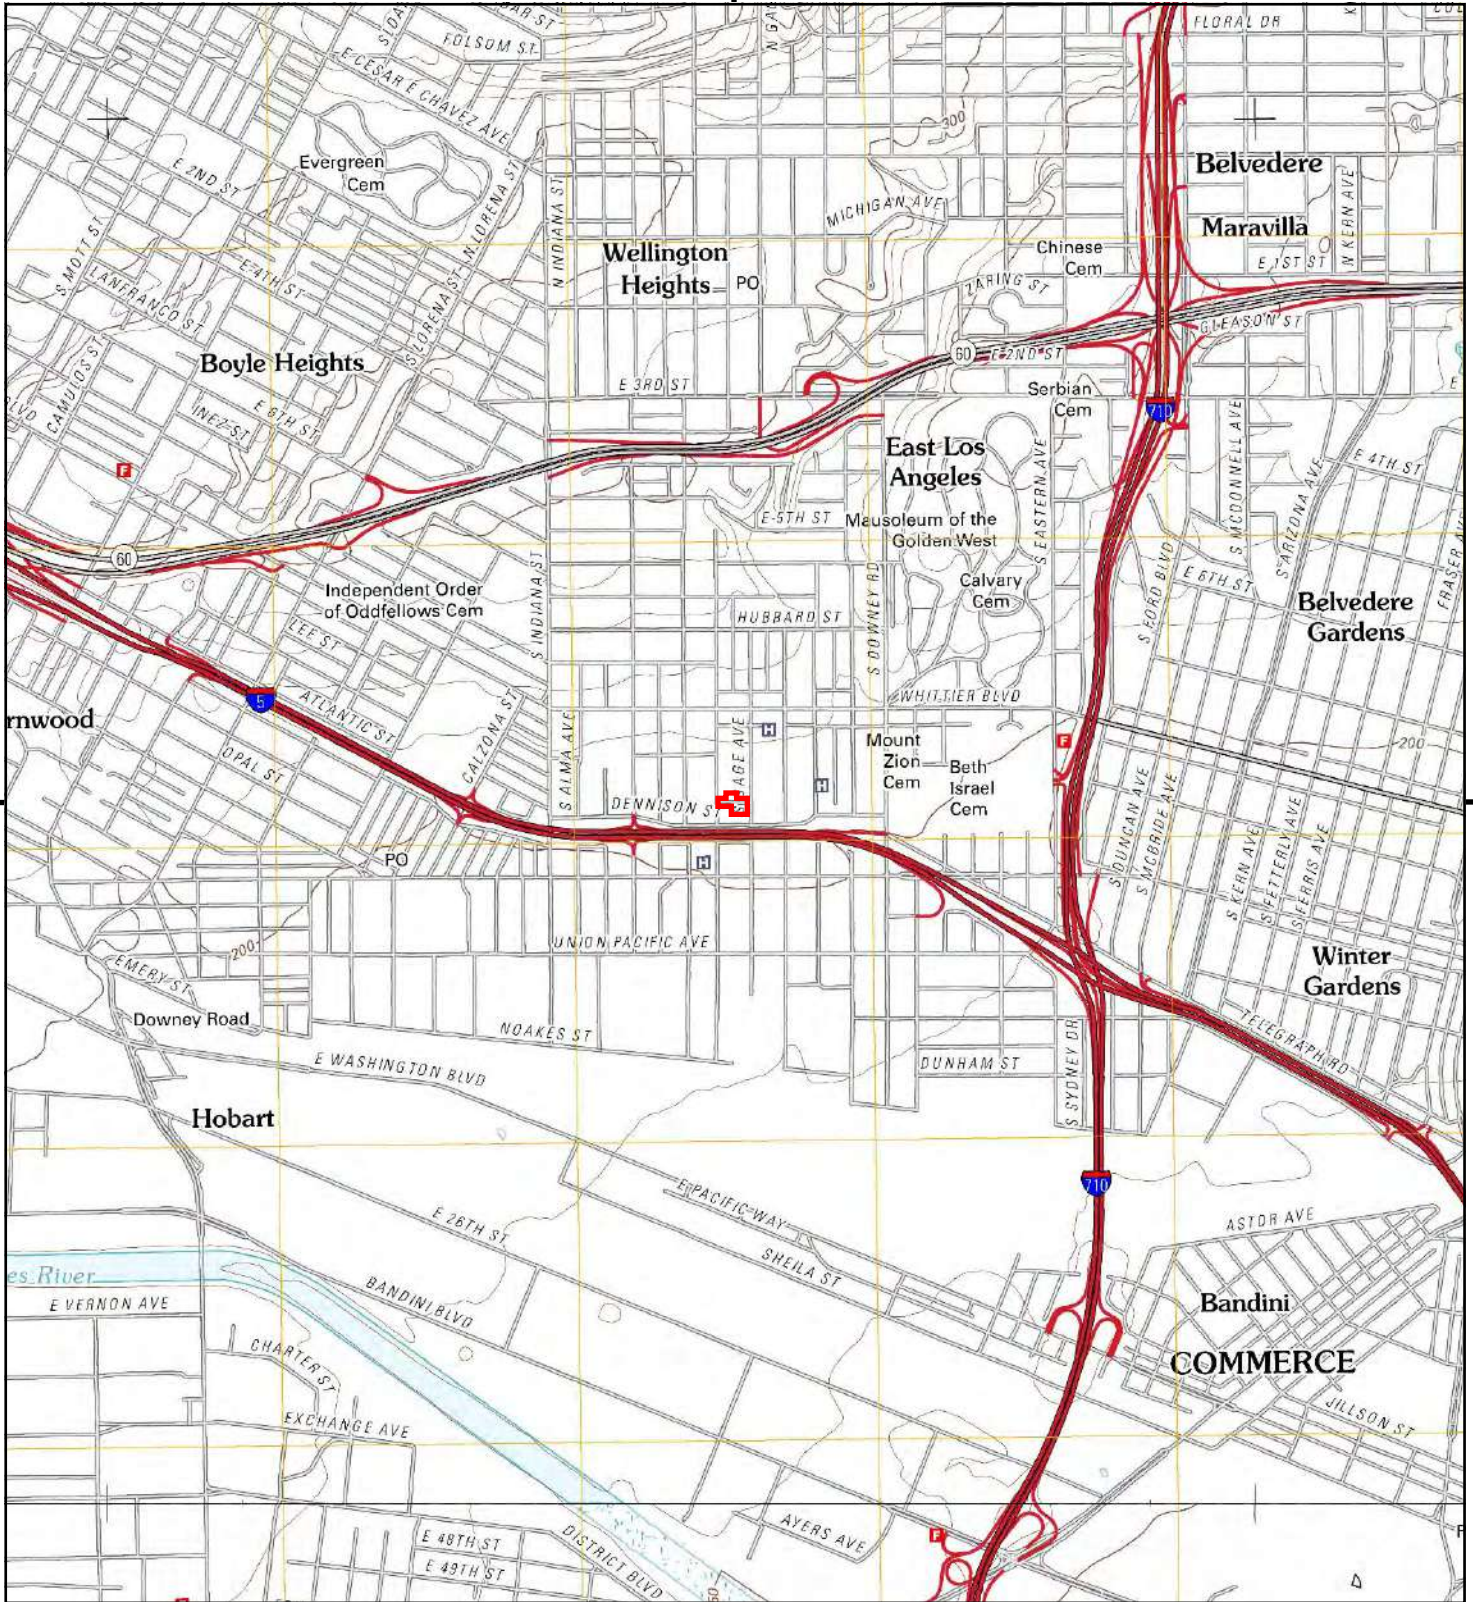 FLORAL DR
FOLSOM ST
E CESAR E CHAVEZ AVE
300
Evergreen
Cem
E 2ND ST
N LORENA ST
N INDIANA ST
MICHIGAN AVE
Belvedere
N KERN AVE
Maravilla
S MOTT ST
Wellington
Heights
PO
Chinese
Cem
E 1ST ST
E 4TH ST
LANFRANCO ST
ZARING ST
S LORENA ST
GLEASON ST
Boyle Heights
60
E 2ND ST
CAMULOS ST
E 3RD ST
Serbian
Cem
BLVD
INEZ ST
E 6TH ST
710
F
East Los
Angeles
S EASTERN AVE
S MCDONNELL AVE
S ARIZONA AVE
E 4TH ST
E 5TH ST
Mausoleum of the
Golden West
60
S INDIANA ST
Independent Order
of Oddfellows Cem
Calvary
Cem
S FORD BLVD
E 6TH ST
Belvedere
Gardens
FRASER AVE
HUBBARD ST
S DOWNEY RD
LEE ST
5
ATLANTIC ST
WHITTIER BLVD
rnwood
CALZONA ST
S ALMA AVE
H
Mount
Zion
Cem
F
200
OPAL ST
Beth
Israel
Cem
H
DENNISON ST
S DUNCAN AVE
S MCBRIDE AVE
S KERN AVE
S FETTERLY AVE
S FERRIS AVE
PO
H
200
UNION PACIFIC AVE
EMERY ST
Winter
Gardens
Downey Road
NOAKES ST
TELEGRAPH RD
E WASHINGTON BLVD
DUNHAM ST
S SYDNEY DR
Hobart
710
E PACIFIC WAY
E 26TH ST
ASTOR AVE
SHEILA ST
es River
BANDINI BLVD
E VERNON AVE
Bandini
CHARTER ST
COMMERCE
EXCHANGE AVE
JILLSON ST
AYERS AVE
F
E 48TH ST
DISTRICT BLVD
E 49TH ST